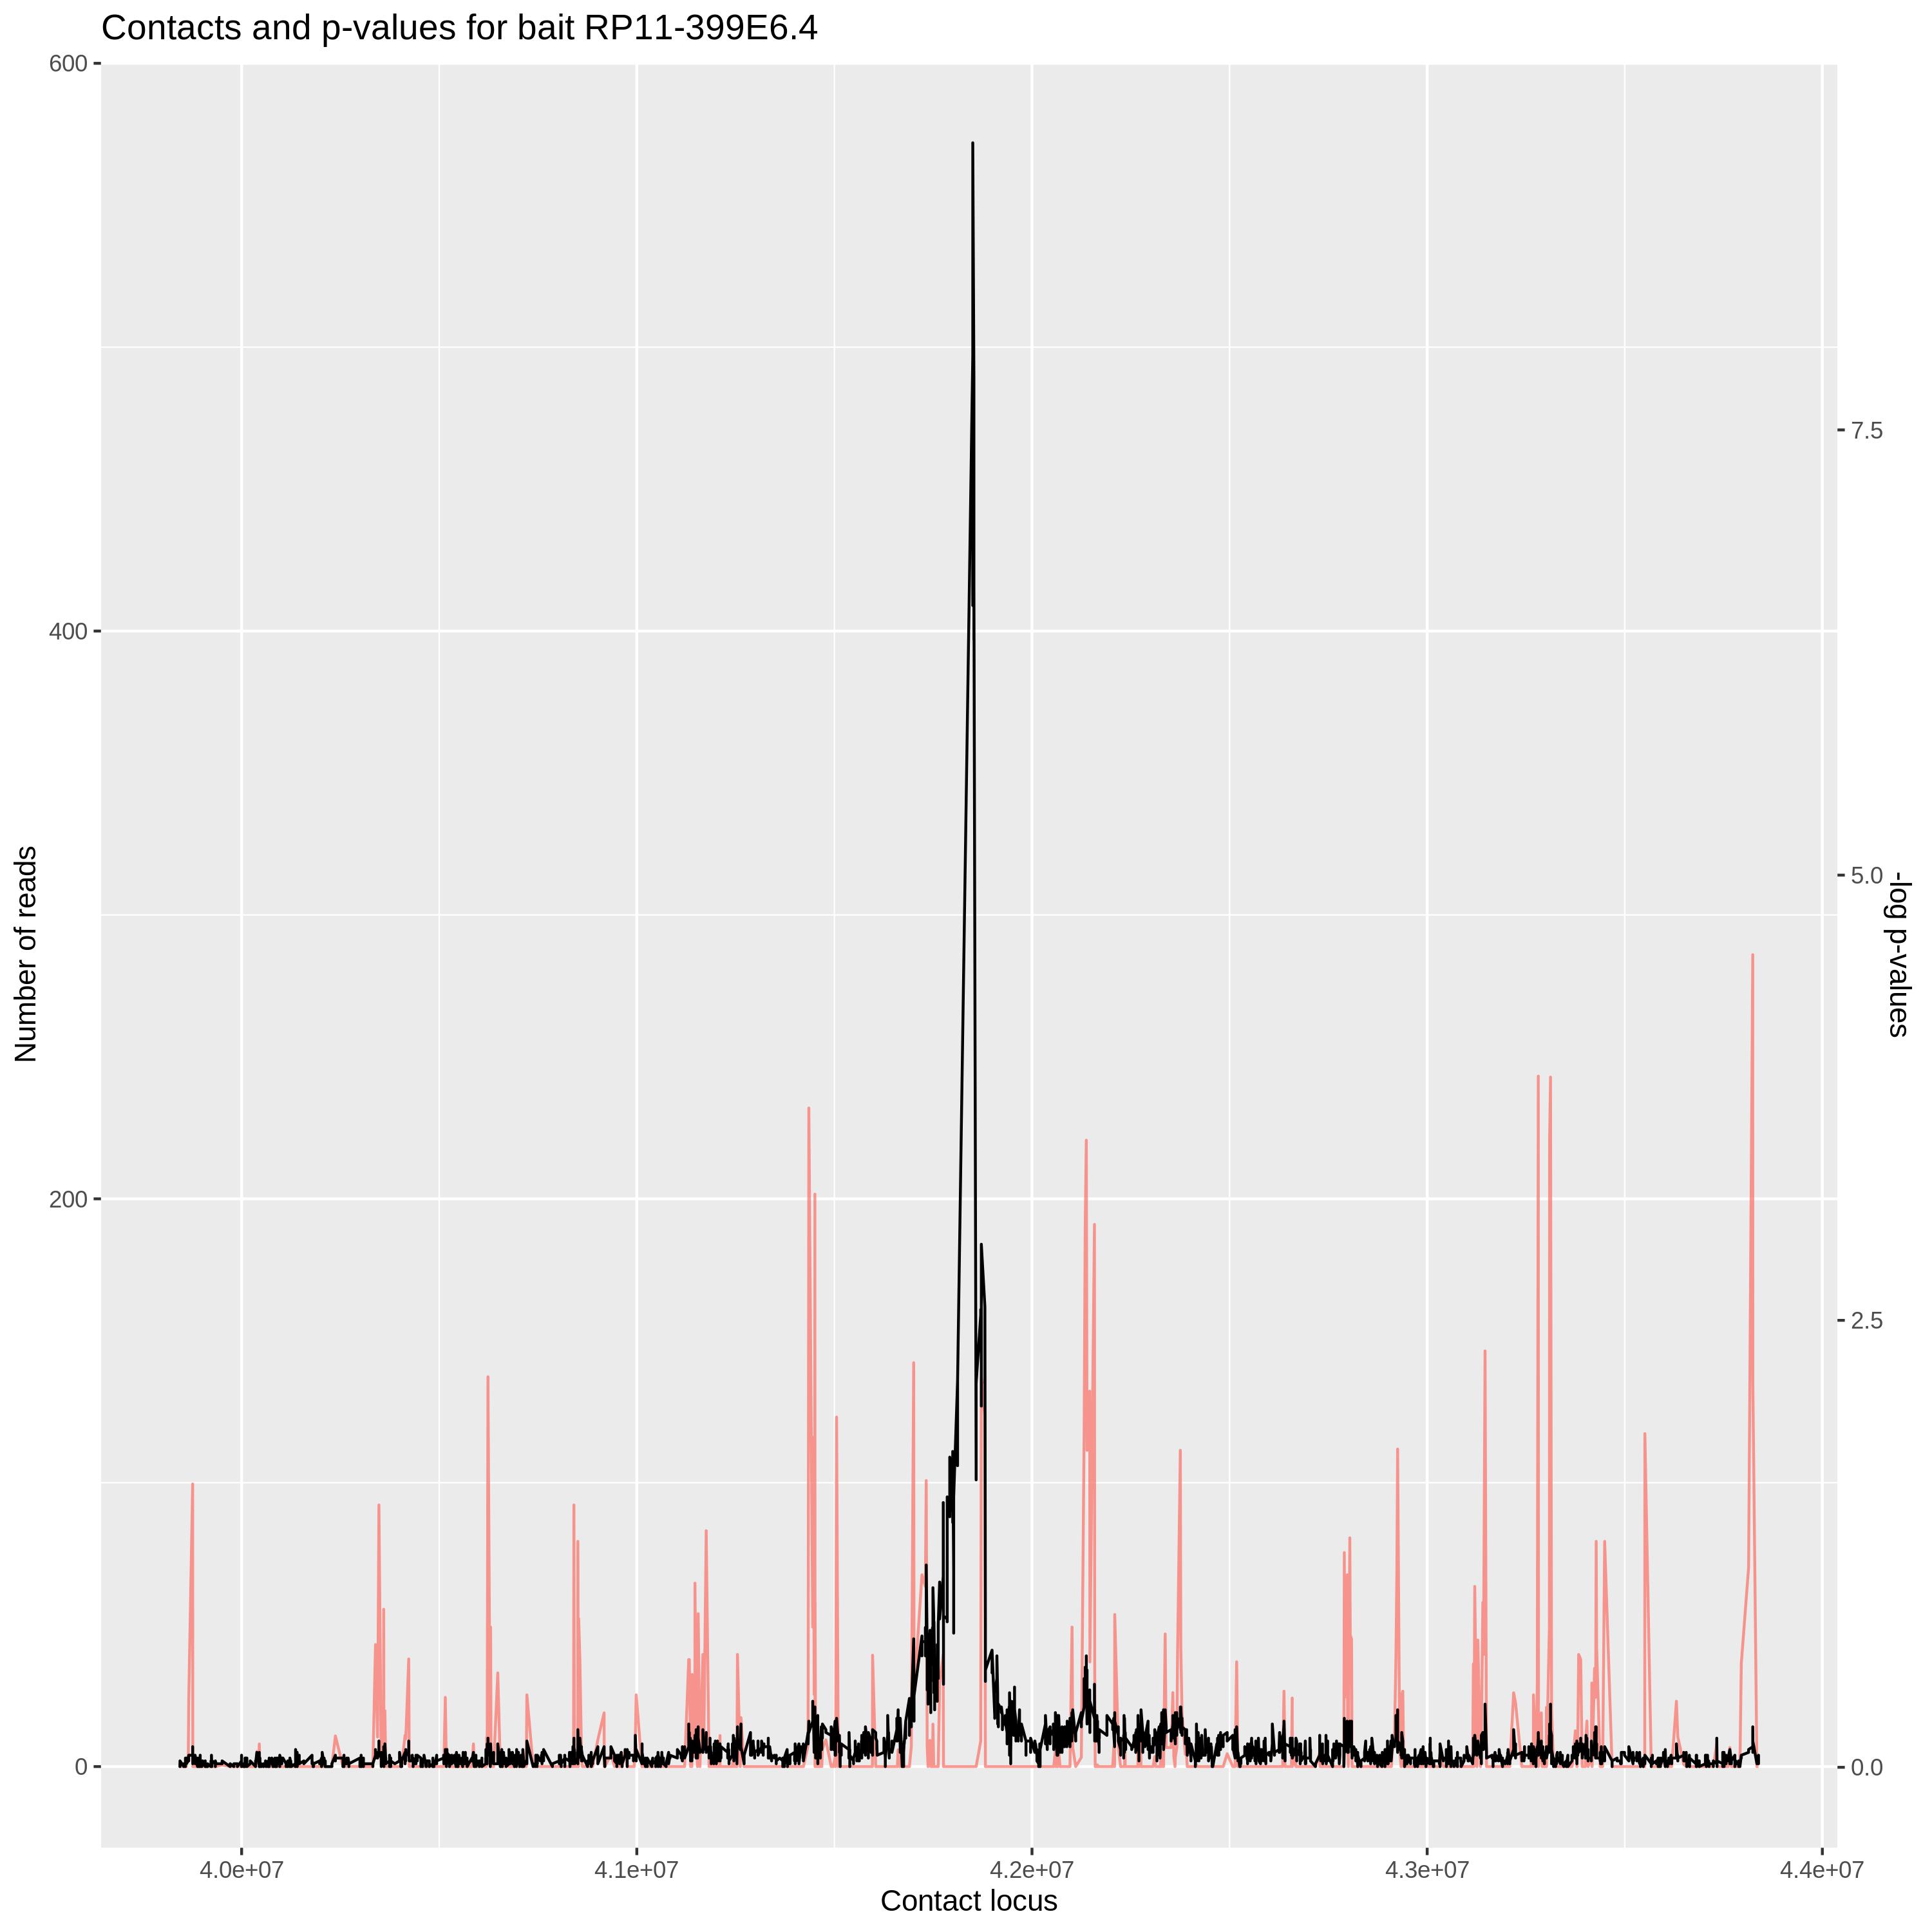 Contacts and p-values for bait RP11-399E6.4
600
400
200
0
Number of reads
7.5
5.0
2.5
0.0
-log p-values
4.0e+07 4.1e+07 4.2e+07 4.3e+07 4.4e+07
Contact locus